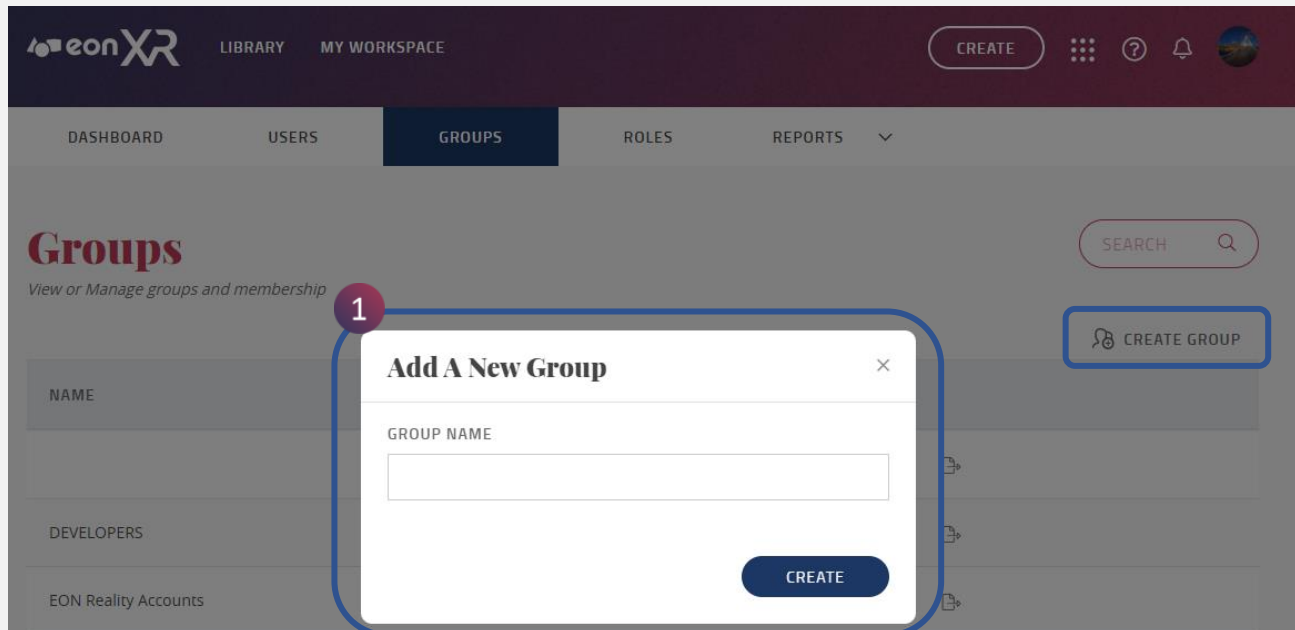 eonXR LIBRARY MY WORKSPACE CREATE
DASHBOARD USERS GROUPS ROLES REPORTS
Groups
SEARCH
View or Manage groups and membership
1
CREATE GROUP
Add A New Group
NAME
GROUP NAME
DEVELOPERS
CREATE
EON Reality Accounts